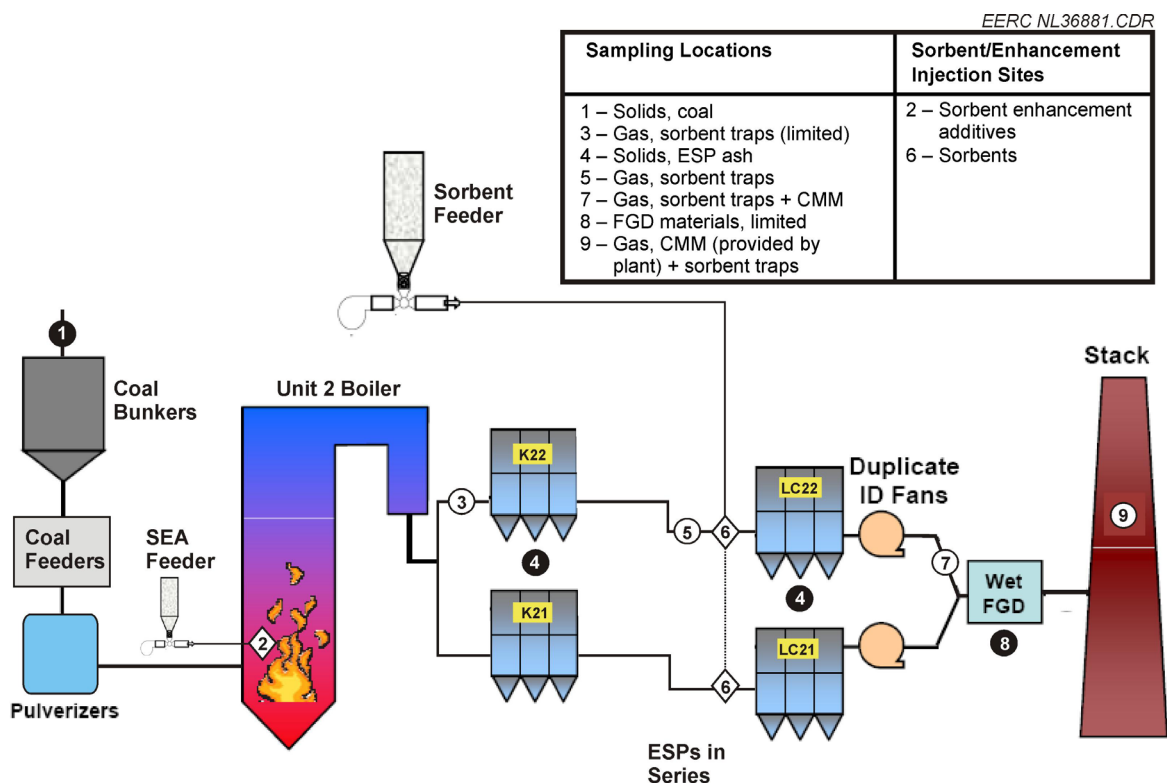 EERC NL36881.CDR
Sampling Locations
Sorbent/Enhancement
Injection Sites
1 – Solids, coal
3 – Gas, sorbent traps (limited)
4 – Solids, ESP ash
5 – Gas, sorbent traps
7 – Gas, sorbent traps + CMM
8 – FGD materials, limited
9 – Gas, CMM (provided by
plant) + sorbent traps
2 – Sorbent enhancement
additives
6 – Sorbents
Sorbent
Feeder
1
Coal
Bunkers
Unit 2 Boiler
Stack
K22
LC22
Duplicate
ID Fans
3
5
6
9
Coal
Feeders
SEA
Feeder
4
4
7
Wet
FGD
K21
2
LC21
8
6
Pulverizers
ESPs in
Series